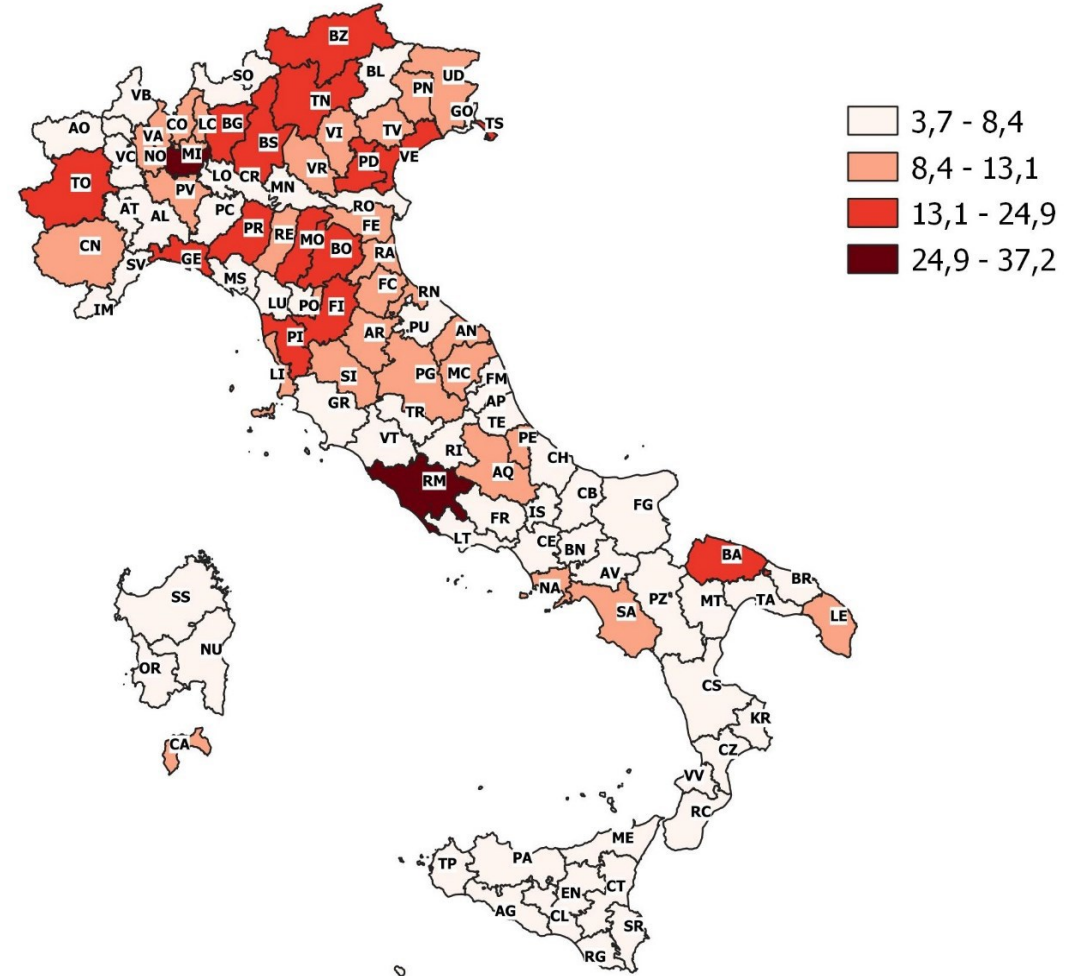 BZ
SO
BL
UD
PN
VB
TN
GO
TS
AO
CO
LC
BG
VA
BS
VI
TV
VC
NO
MI
PD
VE
VR
TO
PV
LO
CR
MN
AT
AL
PC
RO
PR
RE
MO
BO
FE
CN
SV
GE
RA
MS
FC
RN
IM
LU
PO
FI
PI
AR
PU
AN
LI
SI
PG
MC
FM
GR
TR
AP
TE
VT
RI
PE
AQ
CH
RM
CB
FG
FR
IS
LT
CE
BN
BA
NA
AV
BR
SA
PZ
MT
TA
LE
SS
NU
OR
CA
CS
KR
CZ
VV
RC
ME
TP
PA
EN
CT
AG
CL
SR
RG
3,7 - 8,4
8,4 - 13,1
13,1 - 24,9
24,9 - 37,2